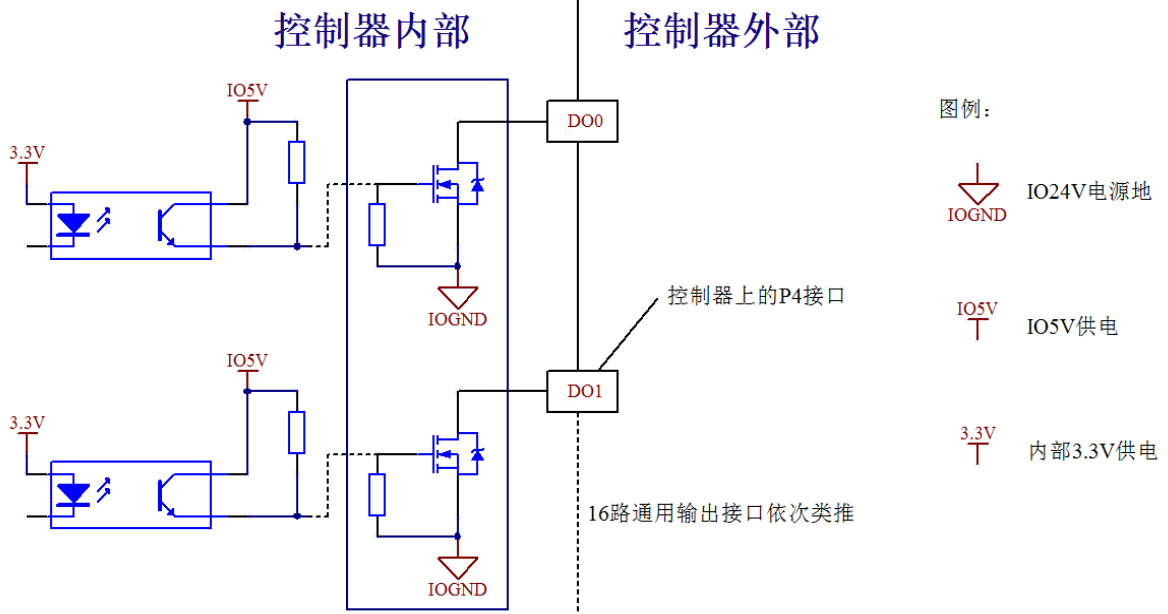 控制器内部
控制器外部
IO5V
3.3V
DO0
IOGND
图例：
IOGND
IO24V电源地
控制器上的P4接口
IO5V
IO5V供电
IO5V
3.3V
DO1
3.3V
内部3.3V供电
16路通用输出接口依次类推
IOGND